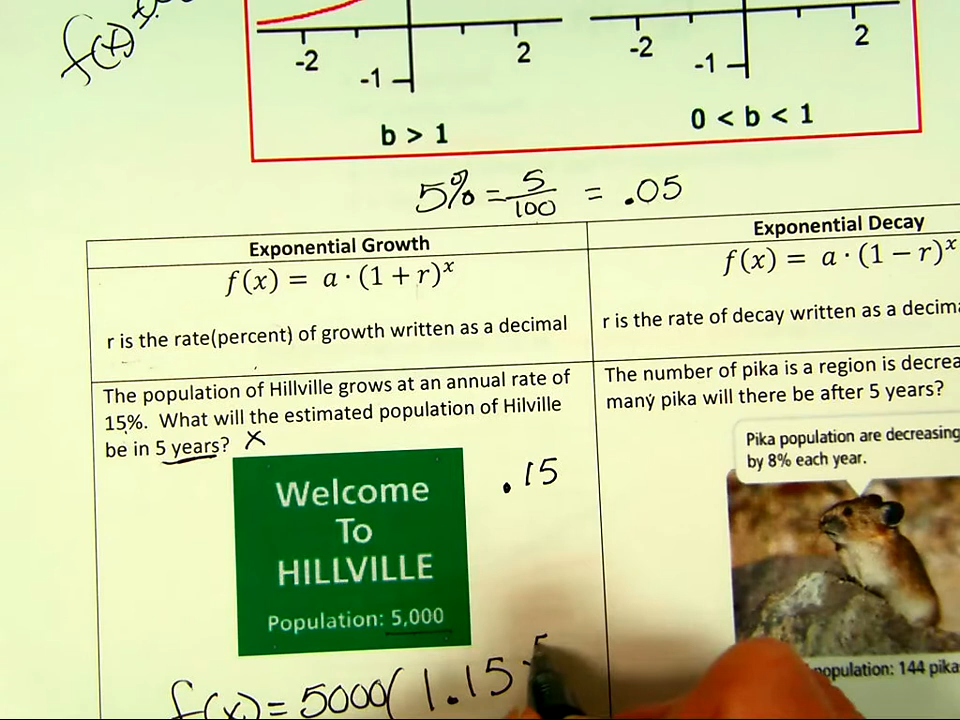 f(x)
-2
2
-1
b > 1
-2
2
-1
0 < b < 1
5% = 5/100 = .05
Exponential Growth
f(x) = a · (1 + r)^x
r is the rate(percent) of growth written as a decimal
The population of Hillville grows at an annual rate of
15%. What will the estimated population of Hilville
be in 5 years? x
Welcome
To
HILLVILLE
Population: 5,000
.15
f(x) = 5000(1.15
Exponential Decay
f(x) = a · (1 − r)^x
r is the rate of decay written as a
The number of pika is a region is
many pika will there be after 5 years?
Pika population are decreasing
by 8% each year.
population: 144